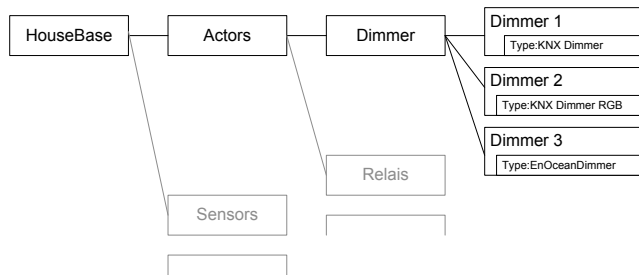 HouseBase
Actors
Dimmer
Dimmer 1
Type:KNX Dimmer
Dimmer 2
Type:KNX Dimmer RGB
Dimmer 3
Type:EnOceanDimmer
Relais
Sensors